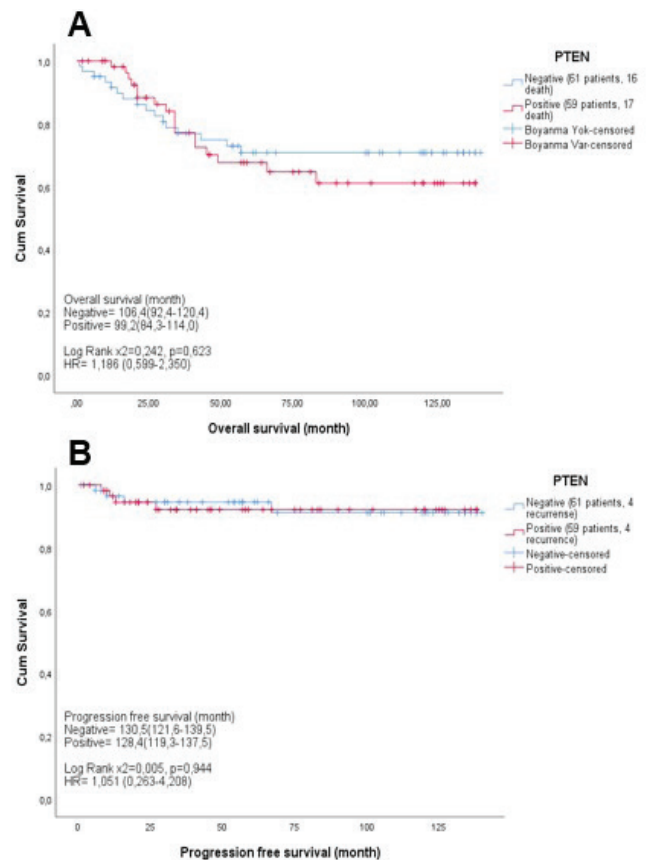 A
PTEN
Negative (61 patients, 16
death)
Positive (59 patients, 17
death)
Boyanma Yok-censored
Boyanma Var-censored
1,0
0,8
0,6
0,4
0,2
0,0
Cum Survival
Overall survival (month)
Negative= 106,4(92,4-120,4)
Positive= 99,2(84,3-114,0)
Log Rank x2=0,242, p=0,623
HR= 1,186 (0,599-2,350)
,00 25,00 50,00 75,00 100,00 125,00
Overall survival (month)
B
PTEN
Negative (61 patients, 4
recurrense)
Positive (59 patients, 4
recurrence)
Negative-censored
Positive-censored
1,0
0,8
0,6
0,4
0,2
0,0
Cum Survival
Progression free survival (month)
Negative= 130,5(121,6-139,5)
Positive= 128,4(119,3-137,5)
Log Rank x2=0,005, p=0,944
HR= 1,051 (0,263-4,208)
0 25 50 75 100 125
Progression free survival (month)